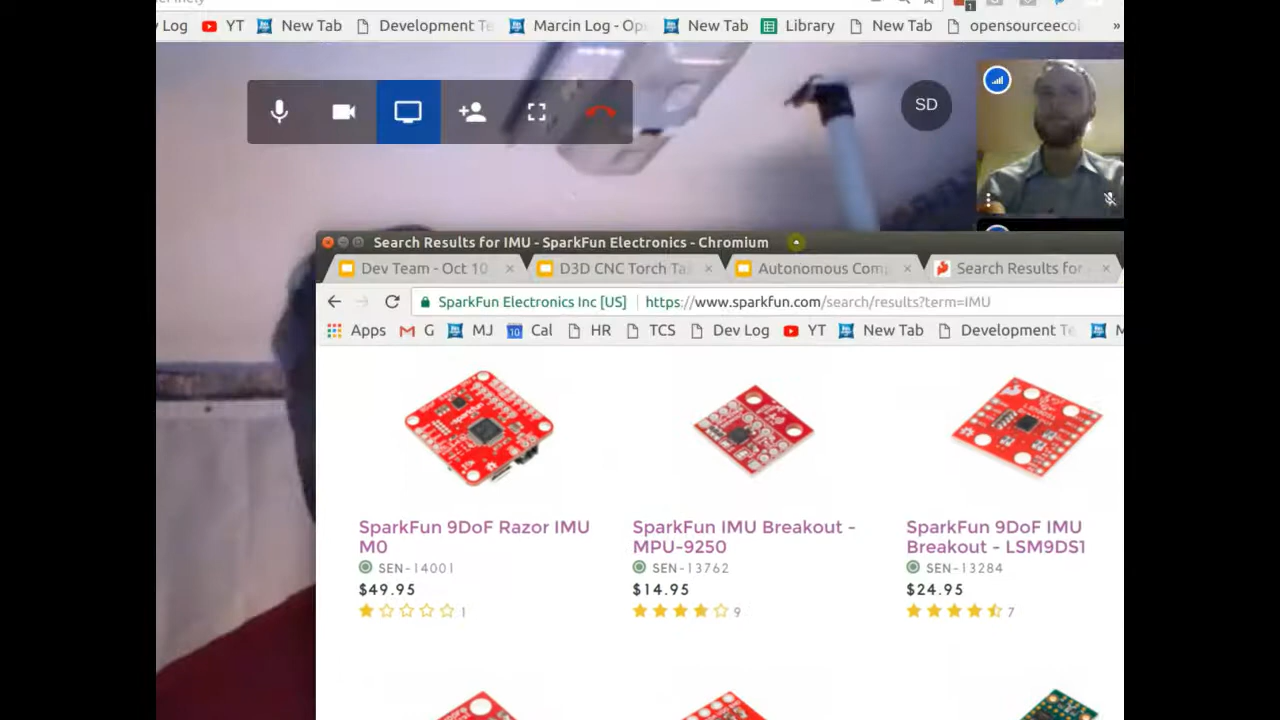 Log YT New Tab Development Te Marcin Log - Op New Tab Library New Tab opensourceecol »
1
SD
Search Results for IMU - SparkFun Electronics - Chromium
Dev Team - Oct 10 × D3D CNC Torch Ta × Autonomous Com × Search Results for ×
SparkFun Electronics Inc [US] https://www.sparkfun.com/search/results?term=IMU
Apps G MJ 10 Cal HR TCS Dev Log YT New Tab Development Te M
SparkFun 9DoF Razor IMU
M0
SEN-14001
$49.95
1
SparkFun IMU Breakout -
MPU-9250
SEN-13762
$14.95
9
SparkFun 9DoF IMU
Breakout - LSM9DS1
SEN-13284
$24.95
7